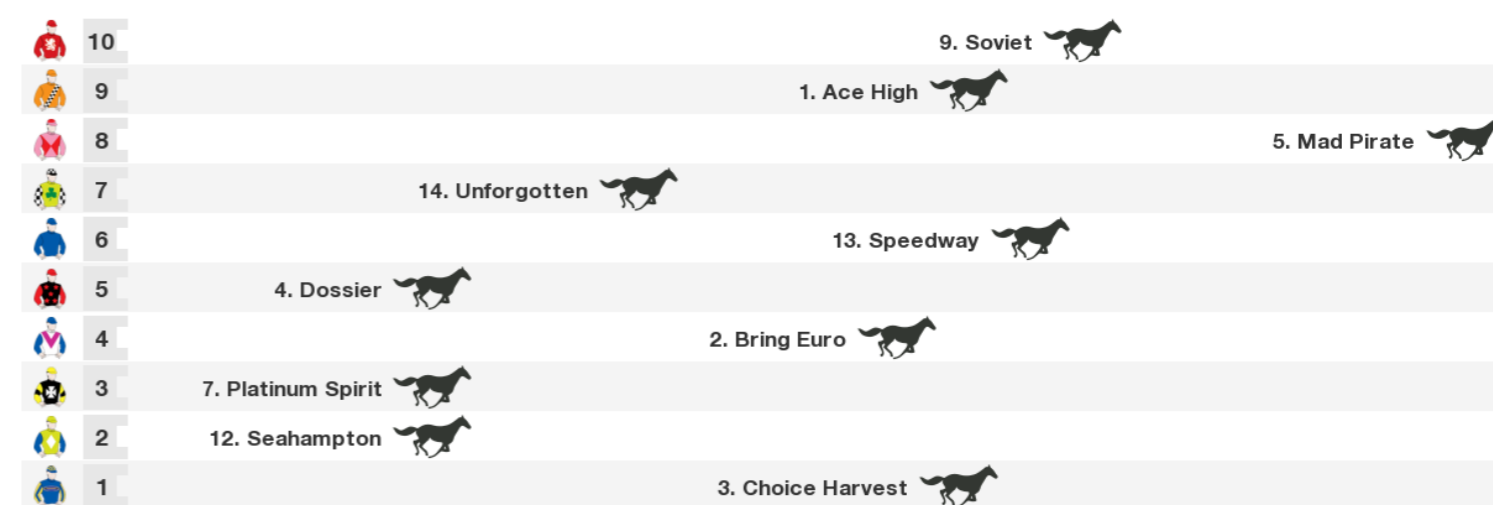 10 9. Soviet
9 1. Ace High
8 5. Mad Pirate
7 14. Unforgotten
6 13. Speedway
5 4. Dossier
4 2. Bring Euro
3 7. Platinum Spirit
2 12. Seahampton
1 3. Choice Harvest